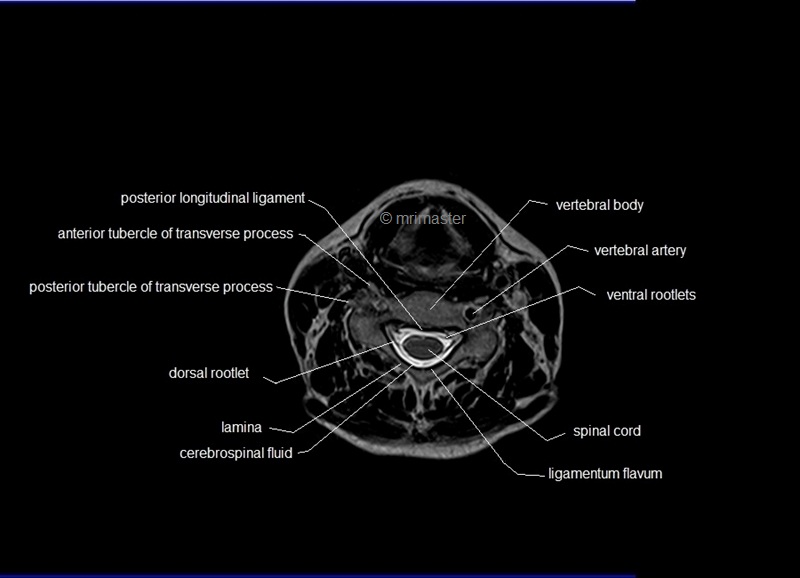 posterior longitudinal ligament
© mrimaster
vertebral body
anterior tubercle of transverse process
vertebral artery
posterior tubercle of transverse process
ventral rootlets
dorsal rootlet
lamina
spinal cord
cerebrospinal fluid
ligamentum flavum